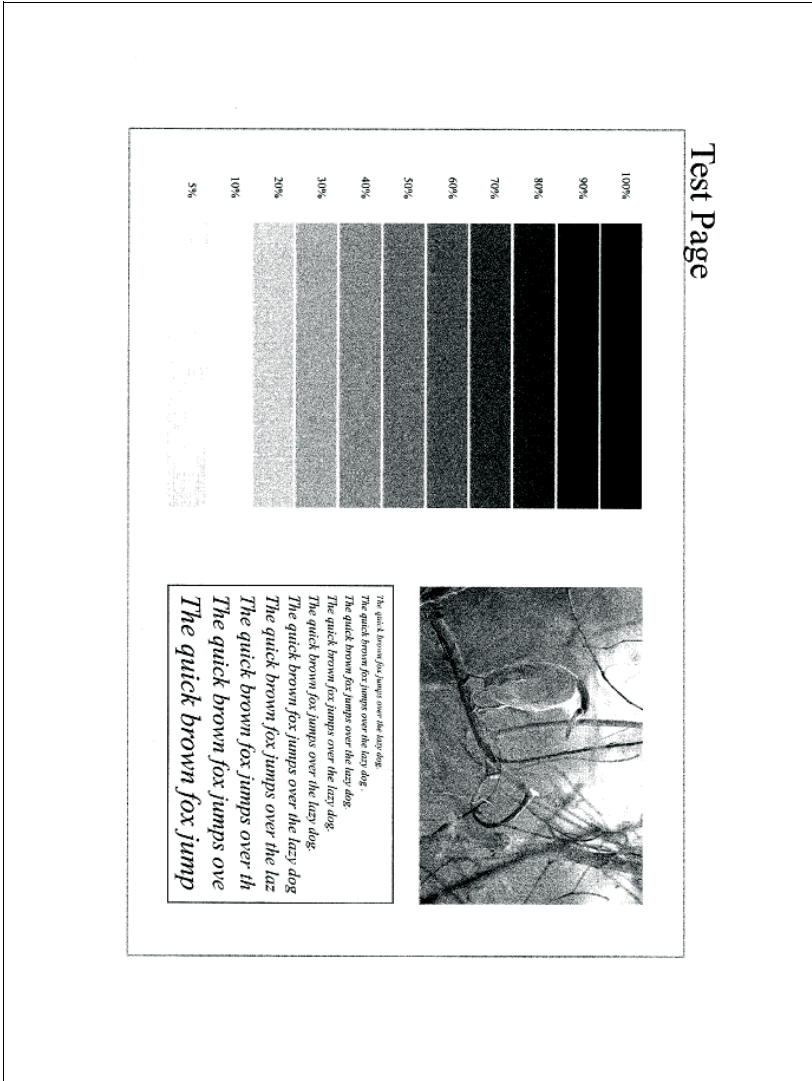 Test Page
100%
90%
80%
70%
60%
50%
40%
30%
20%
10%
5%
The quick brown fox jumps over the lazy dog.
The quick brown fox jumps over the lazy dog.
The quick brown fox jumps over the lazy dog.
The quick brown fox jumps over the lazy dog.
The quick brown fox jumps over the lazy dog.
The quick brown fox jumps over the lazy dog
The quick brown fox jumps over the laz
The quick brown fox jumps over th
The quick brown fox jumps ove
The quick brown fox jump